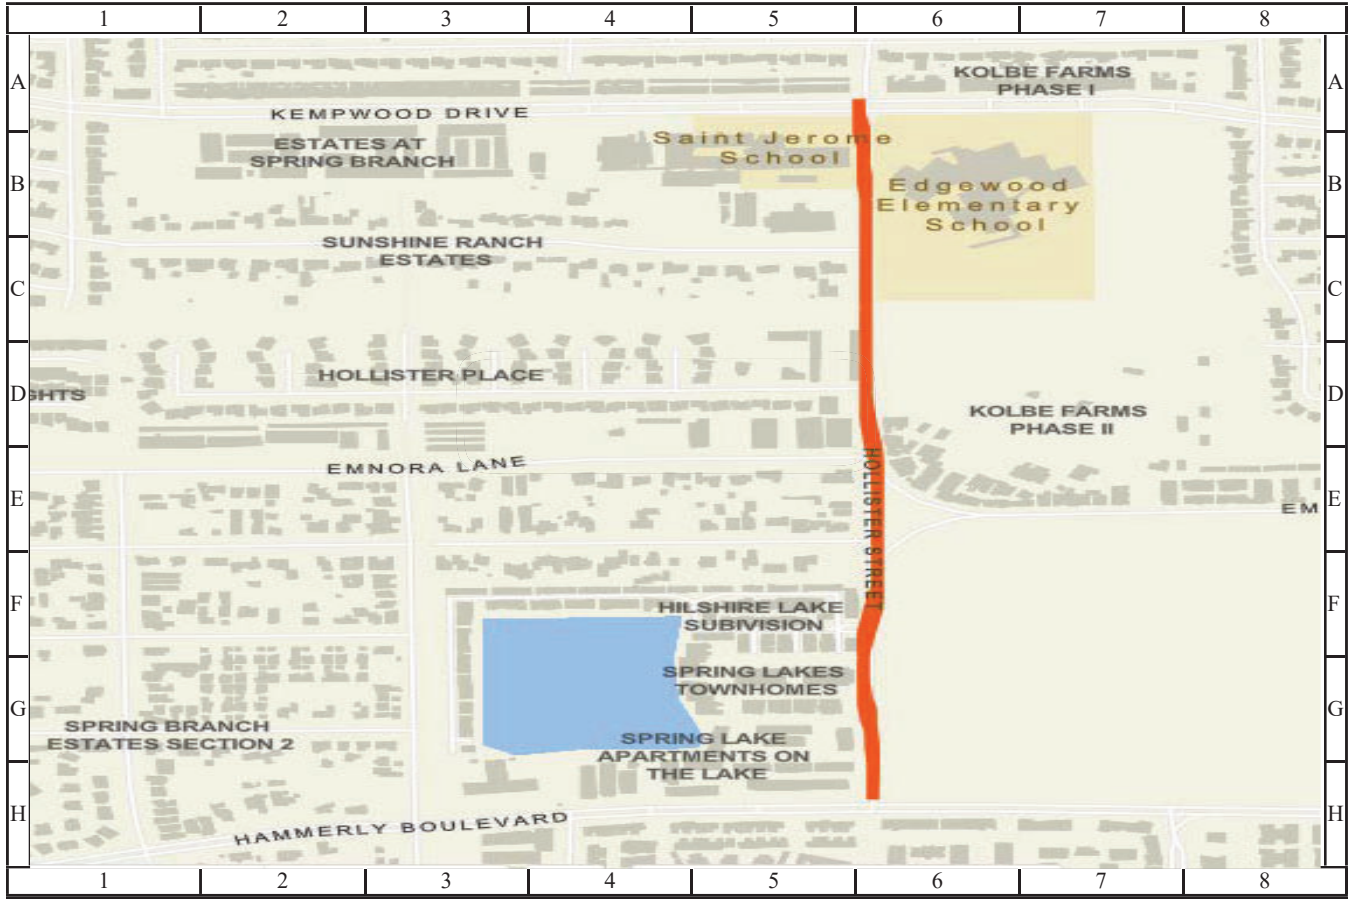 1 2 3 4 5 6 7 8
A
KOLBE FARMS
PHASE I
A
KEMPWOOD DRIVE
Saint Jerome
School
ESTATES AT
SPRING BRANCH
B
Edgewood
Elementary
School
B
SUNSHINE RANCH
ESTATES
C
C
HOLLISTER PLACE
D
GHTS
KOLBE FARMS
PHASE II
D
EMNORA LANE
HOLLISTER STREET
E
E
EM
F
HILSHIRE LAKE
SUBIVISION
F
SPRING LAKES
TOWNHOMES
G
G
SPRING BRANCH
ESTATES SECTION 2
SPRING LAKE
APARTMENTS ON
THE LAKE
H
HAMMERLY BOULEVARD
H
1 2 3 4 5 6 7 8